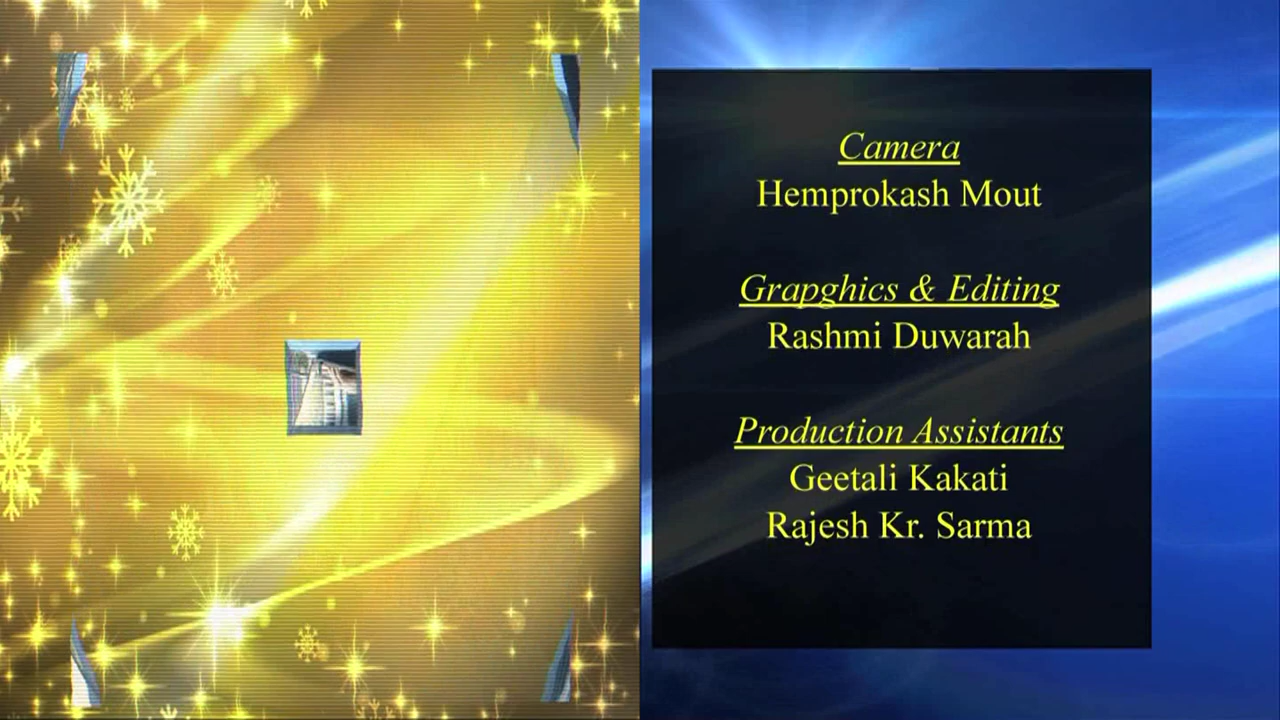 Camera
Hemprokash Mout
Grapghics & Editing
Rashmi Duwarah
Production Assistants
Geetali Kakati
Rajesh Kr. Sarma